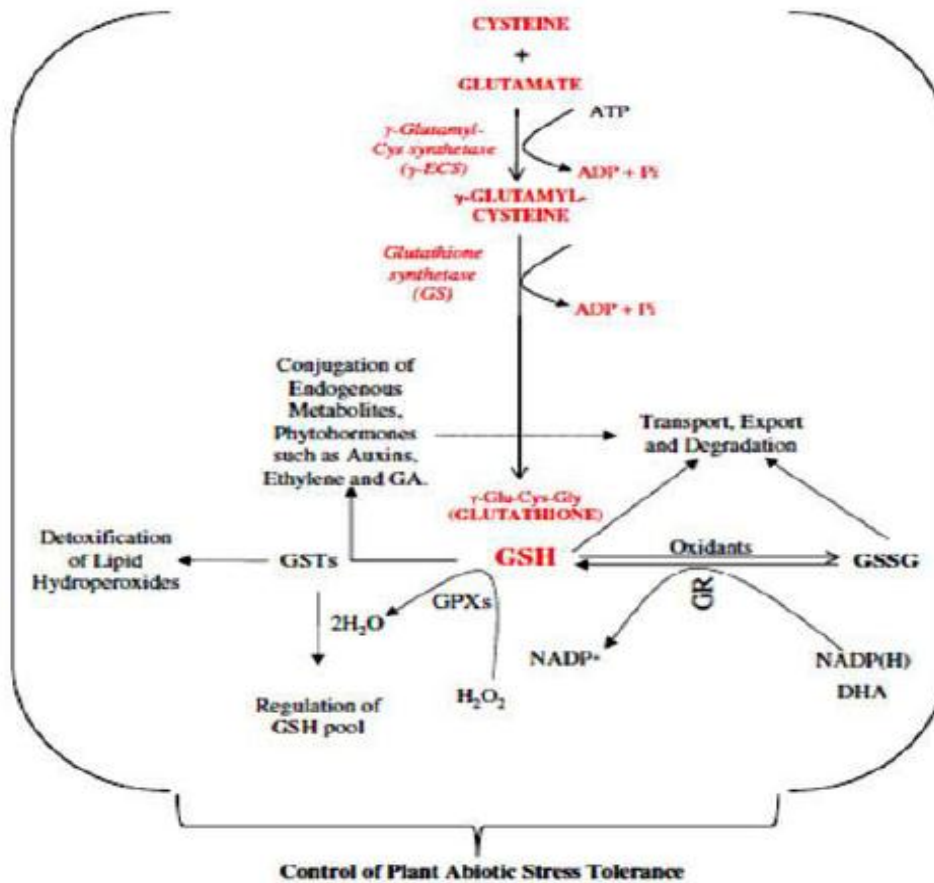 CYSTEINE
+
GLUTAMATE
ATP
γ-Glutamyl-
Cys synthetase
(γ-ECS)
ADP + Pi
γ-GLUTAMYL-
CYSTEINE
Glutathione
synthetase
(GS)
ADP + Pi
Conjugation of
Endogenous
Metabolites,
Phytohormones
such as Auxins,
Ethylene and GA.
Transport, Export
and Degradation
γ-Glu-Cys-Gly
(GLUTATHIONE)
Detoxification
of Lipid
Hydroperoxides
GSTs
GSH
Oxidants
GSSG
GPXs
GR
2H₂O
NADP+
NADP(H)
DHA
H₂O₂
Regulation of
GSH pool
Control of Plant Abiotic Stress Tolerance